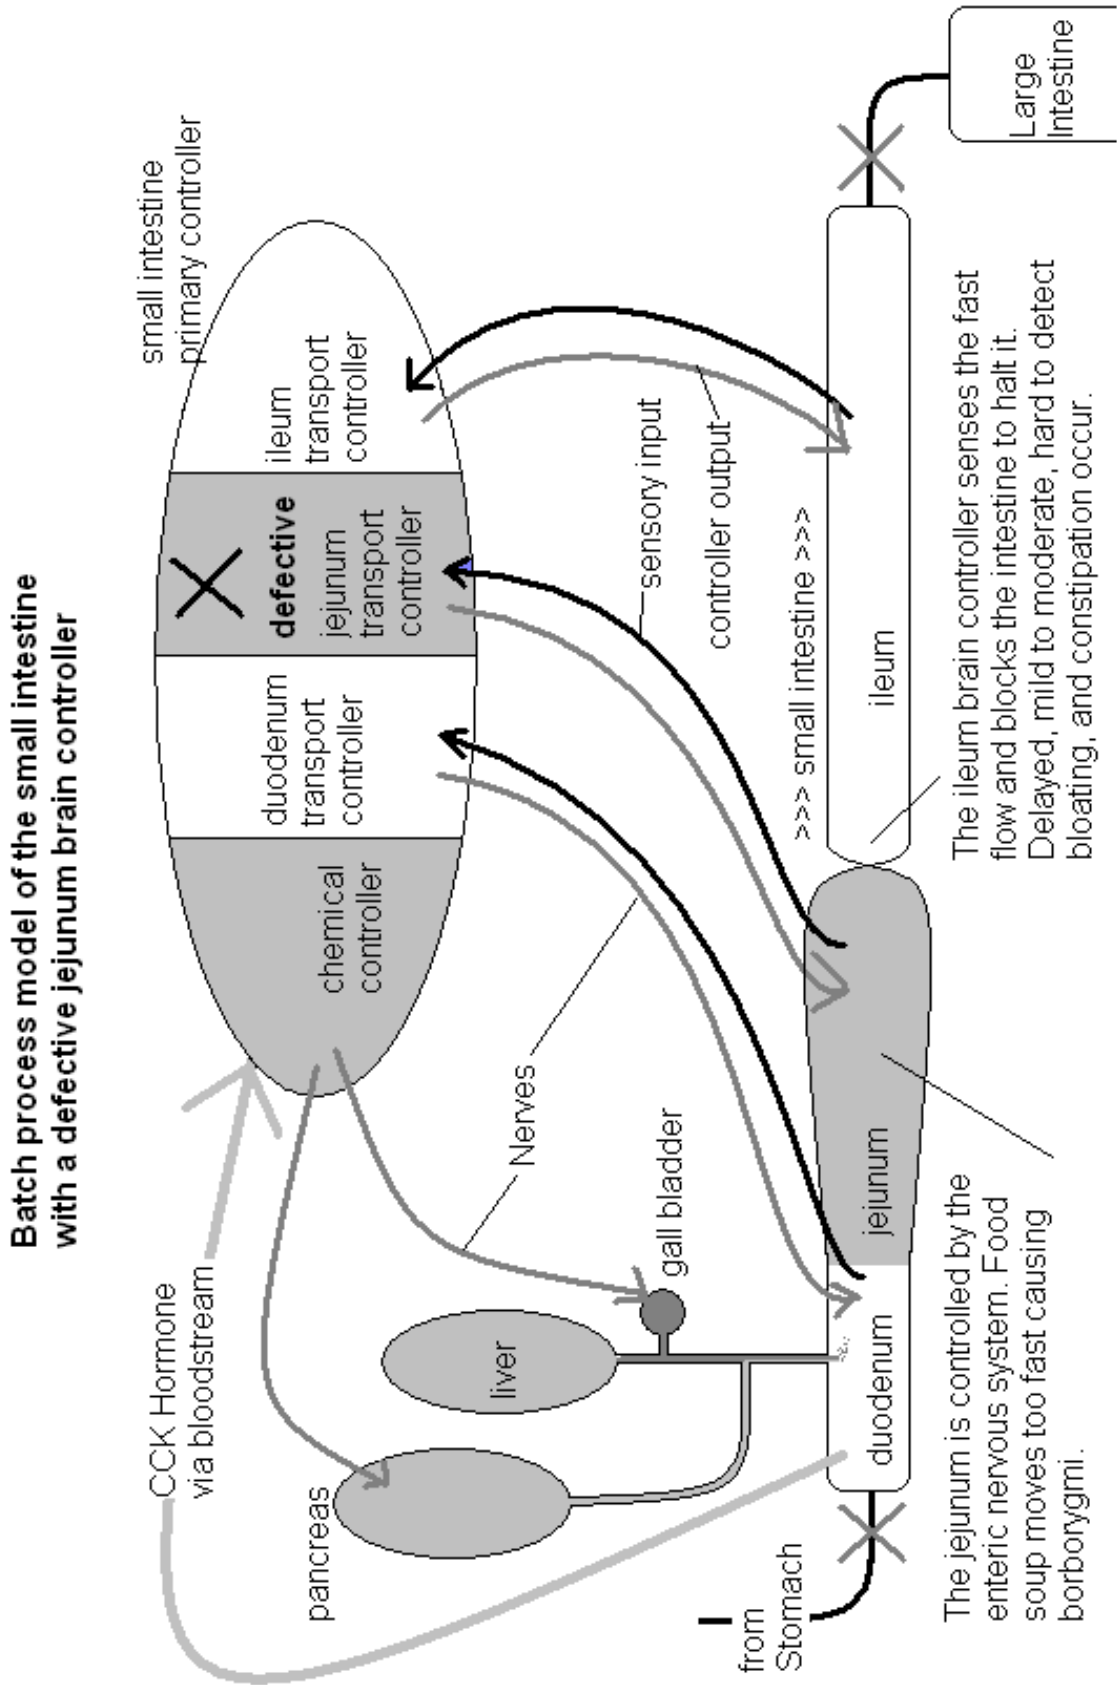 Batch process model of the small intestine
with a defective jejunum brain controller
CCK Hormone
via bloodstream
small intestine
primary controller
chemical
controller
duodenum
transport
controller
defective
jejunum
transport
controller
ileum
transport
controller
pancreas
liver
gall bladder
Nerves
sensory input
controller output
>>> small intestine >>>
from
Stomach
duodenum
jejunum
ileum
Large
Intestine
The jejunum is controlled by the
enteric nervous system. Food
soup moves too fast causing
borborygmi.
The ileum brain controller senses the fast
flow and blocks the intestine to halt it.
Delayed, mild to moderate, hard to detect
bloating, and constipation occur.